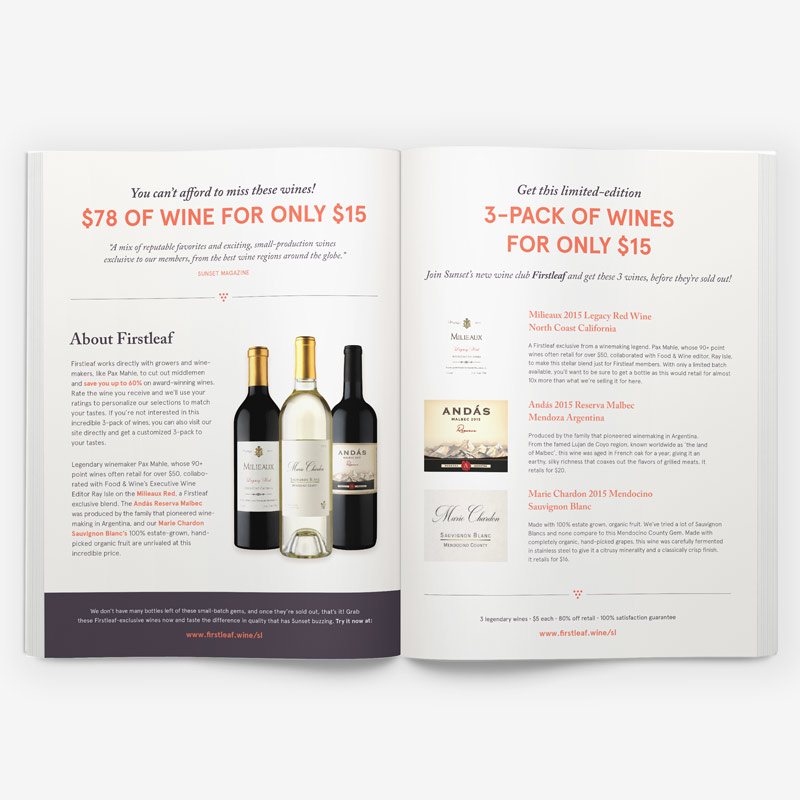 You can't afford to miss these wines!
$78 OF WINE FOR ONLY $15
"A mix of reputable favorites and exciting, small-production wines
exclusive to our members, from the best wine regions around the globe."
SUNSET MAGAZINE
About Firstleaf
Firstleaf works directly with growers and wine-
makers, like Pax Mahle, to cut out middlemen
and save you up to 60% on award-winning wines.
Rate the wine you receive and we'll use your
ratings to personalize our selections to match
your tastes. If you're not interested in this
incredible 3-pack of wines, you can also visit our
site directly and get a customized 3-pack to
your tastes.
Legendary winemaker Pax Mahle, whose 90+
point wines often retail for over $50, collabo-
rated with Food & Wine's Executive Wine
Editor Ray Isle on the Milieaux Red, a Firstleaf
exclusive blend. The Andás Reserva Malbec
was produced by the family that pioneered wine-
making in Argentina, and our Marie Chardon
Sauvignon Blanc's 100% estate-grown, hand-
picked organic fruit are unrivaled at this
incredible price.
MILIEAUX
Legacy Red
Marie Chardon
SAUVIGNON BLANC
MENDOCINO COUNTY
ANDÁS
MALBEC 2015
Reserva
We don't have many bottles left of these small-batch gems, and once they're sold out, that's it! Grab
these Firstleaf-exclusive wines now and taste the difference in quality that has Sunset buzzing. Try it now at:
www.firstleaf.wine/sl
Get this limited-edition
3-PACK OF WINES
FOR ONLY $15
Join Sunset's new wine club Firstleaf and get these 3 wines, before they're sold out!
MILIEAUX
Legacy Red
Milieaux 2015 Legacy Red Wine
North Coast California
A Firstleaf exclusive from a winemaking legend. Pax Mahle, whose 90+ point
wines often retail for over $50, collaborated with Food & Wine editor, Ray Isle,
to make this stellar blend just for Firstleaf members. With only a limited batch
available, you'll want to be sure to get a bottle as this would retail for almost
10x more than what we're selling it for here.
ANDÁS
MALBEC 2015
Reserva
Andás 2015 Reserva Malbec
Mendoza Argentina
Produced by the family that pioneered winemaking in Argentina.
From the famed Lujan de Coyo region, known worldwide as "the land
of Malbec", this wine was aged in French oak for a year, giving it an
earthy, silky richness that coaxes out the flavors of grilled meats. It
retails for $20.
Marie Chardon
SAUVIGNON BLANC
MENDOCINO COUNTY
Marie Chardon 2015 Mendocino
Sauvignon Blanc
Made with 100% estate grown, organic fruit. We've tried a lot of Sauvignon
Blancs and none compare to this Mendocino County Gem. Made with
completely organic, hand-picked grapes, this wine was carefully fermented
in stainless steel to give it a citrusy minerality and a classically crisp finish.
It retails for $16.
3 legendary wines • $5 each • 80% off retail • 100% satisfaction guarantee
www.firstleaf.wine/sl